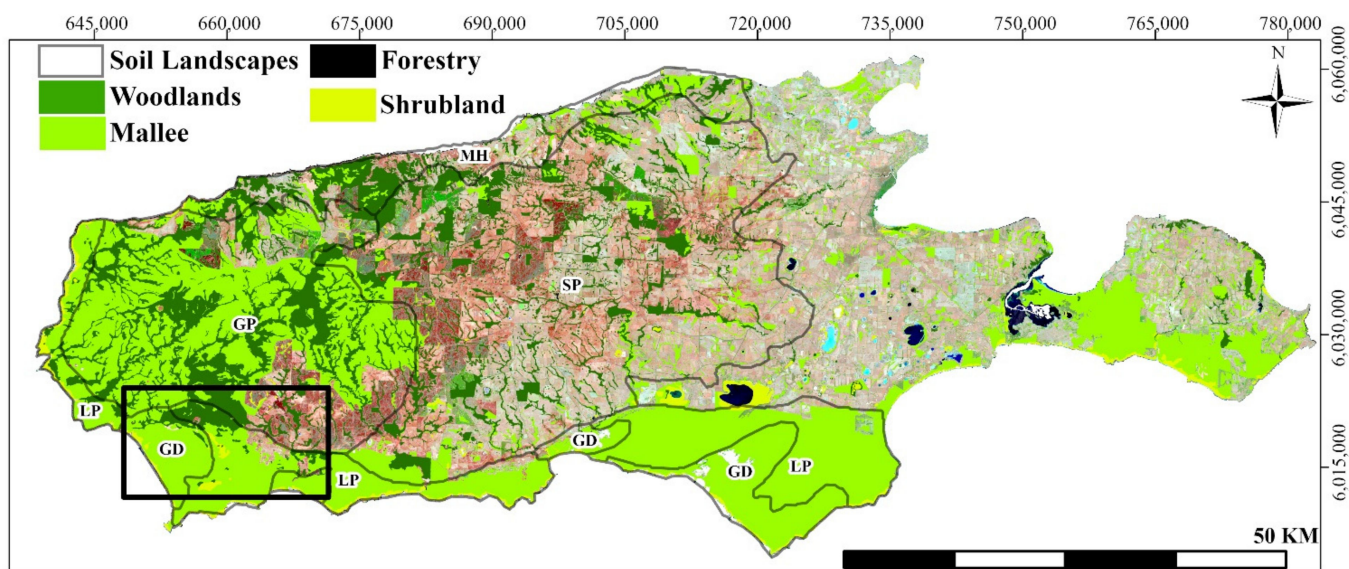 645,000 660,000 675,000 690,000 705,000 720,000 735,000 750,000 765,000 780,000
Soil Landscapes
Forestry
Woodlands
Shrubland
Mallee
N
6,060,000
6,045,000
6,030,000
6,015,000
MH
SP
GP
LP
GD
LP
GD
GD
LP
50 KM